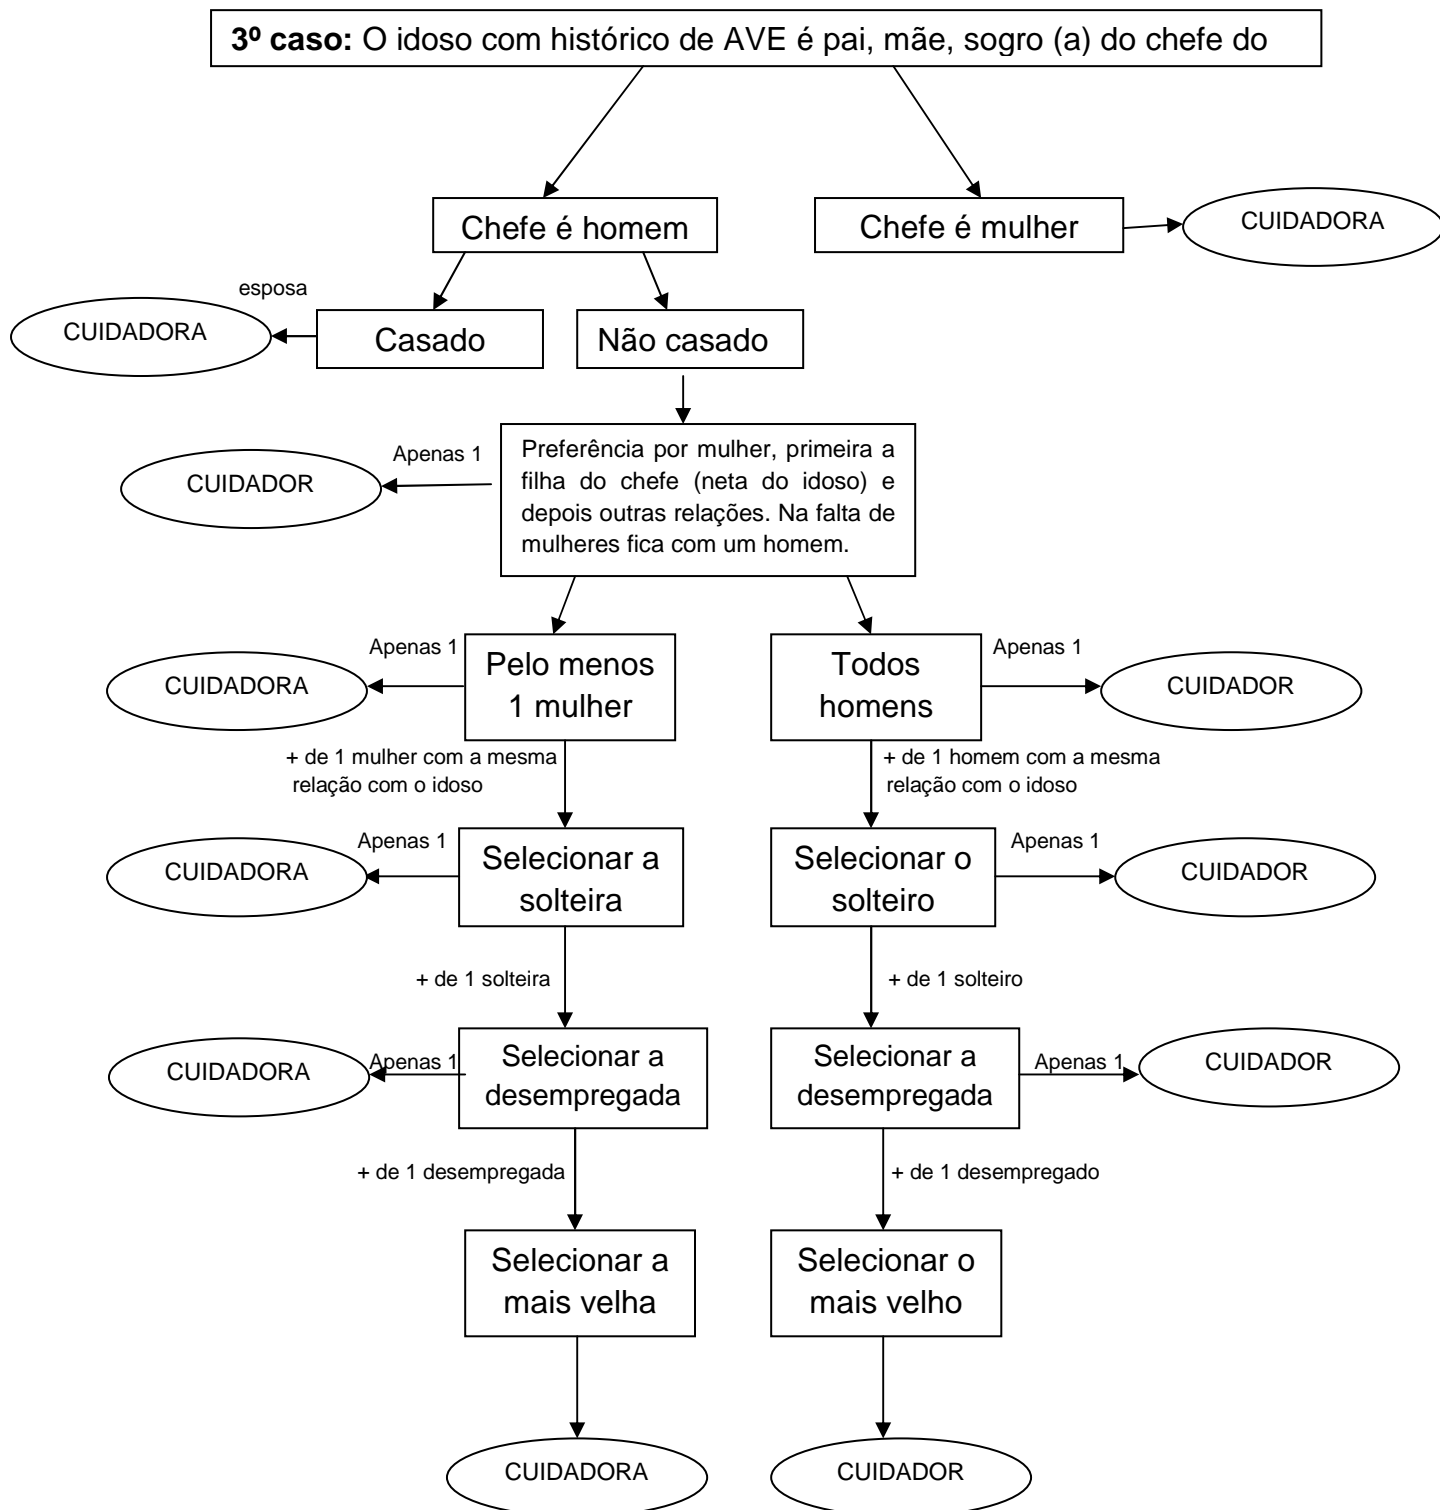 3º caso: O idoso com histórico de AVE é pai, mãe, sogro (a) do chefe do
Chefe é homem
Chefe é mulher
CUIDADORA
esposa
CUIDADORA
Casado
Não casado
Apenas 1
CUIDADOR
Preferência por mulher, primeira a
filha do chefe (neta do idoso) e
depois outras relações. Na falta de
mulheres fica com um homem.
Apenas 1
CUIDADORA
Pelo menos
1 mulher
Todos
homens
Apenas 1
CUIDADOR
+ de 1 mulher com a mesma
relação com o idoso
+ de 1 homem com a mesma
relação com o idoso
Apenas 1
CUIDADORA
Selecionar a
solteira
Selecionar o
solteiro
Apenas 1
CUIDADOR
+ de 1 solteira
+ de 1 solteiro
CUIDADORA
Apenas 1
Selecionar a
desempregada
Selecionar a
desempregada
Apenas 1
CUIDADOR
+ de 1 desempregada
+ de 1 desempregado
Selecionar a
mais velha
Selecionar o
mais velho
CUIDADORA
CUIDADOR